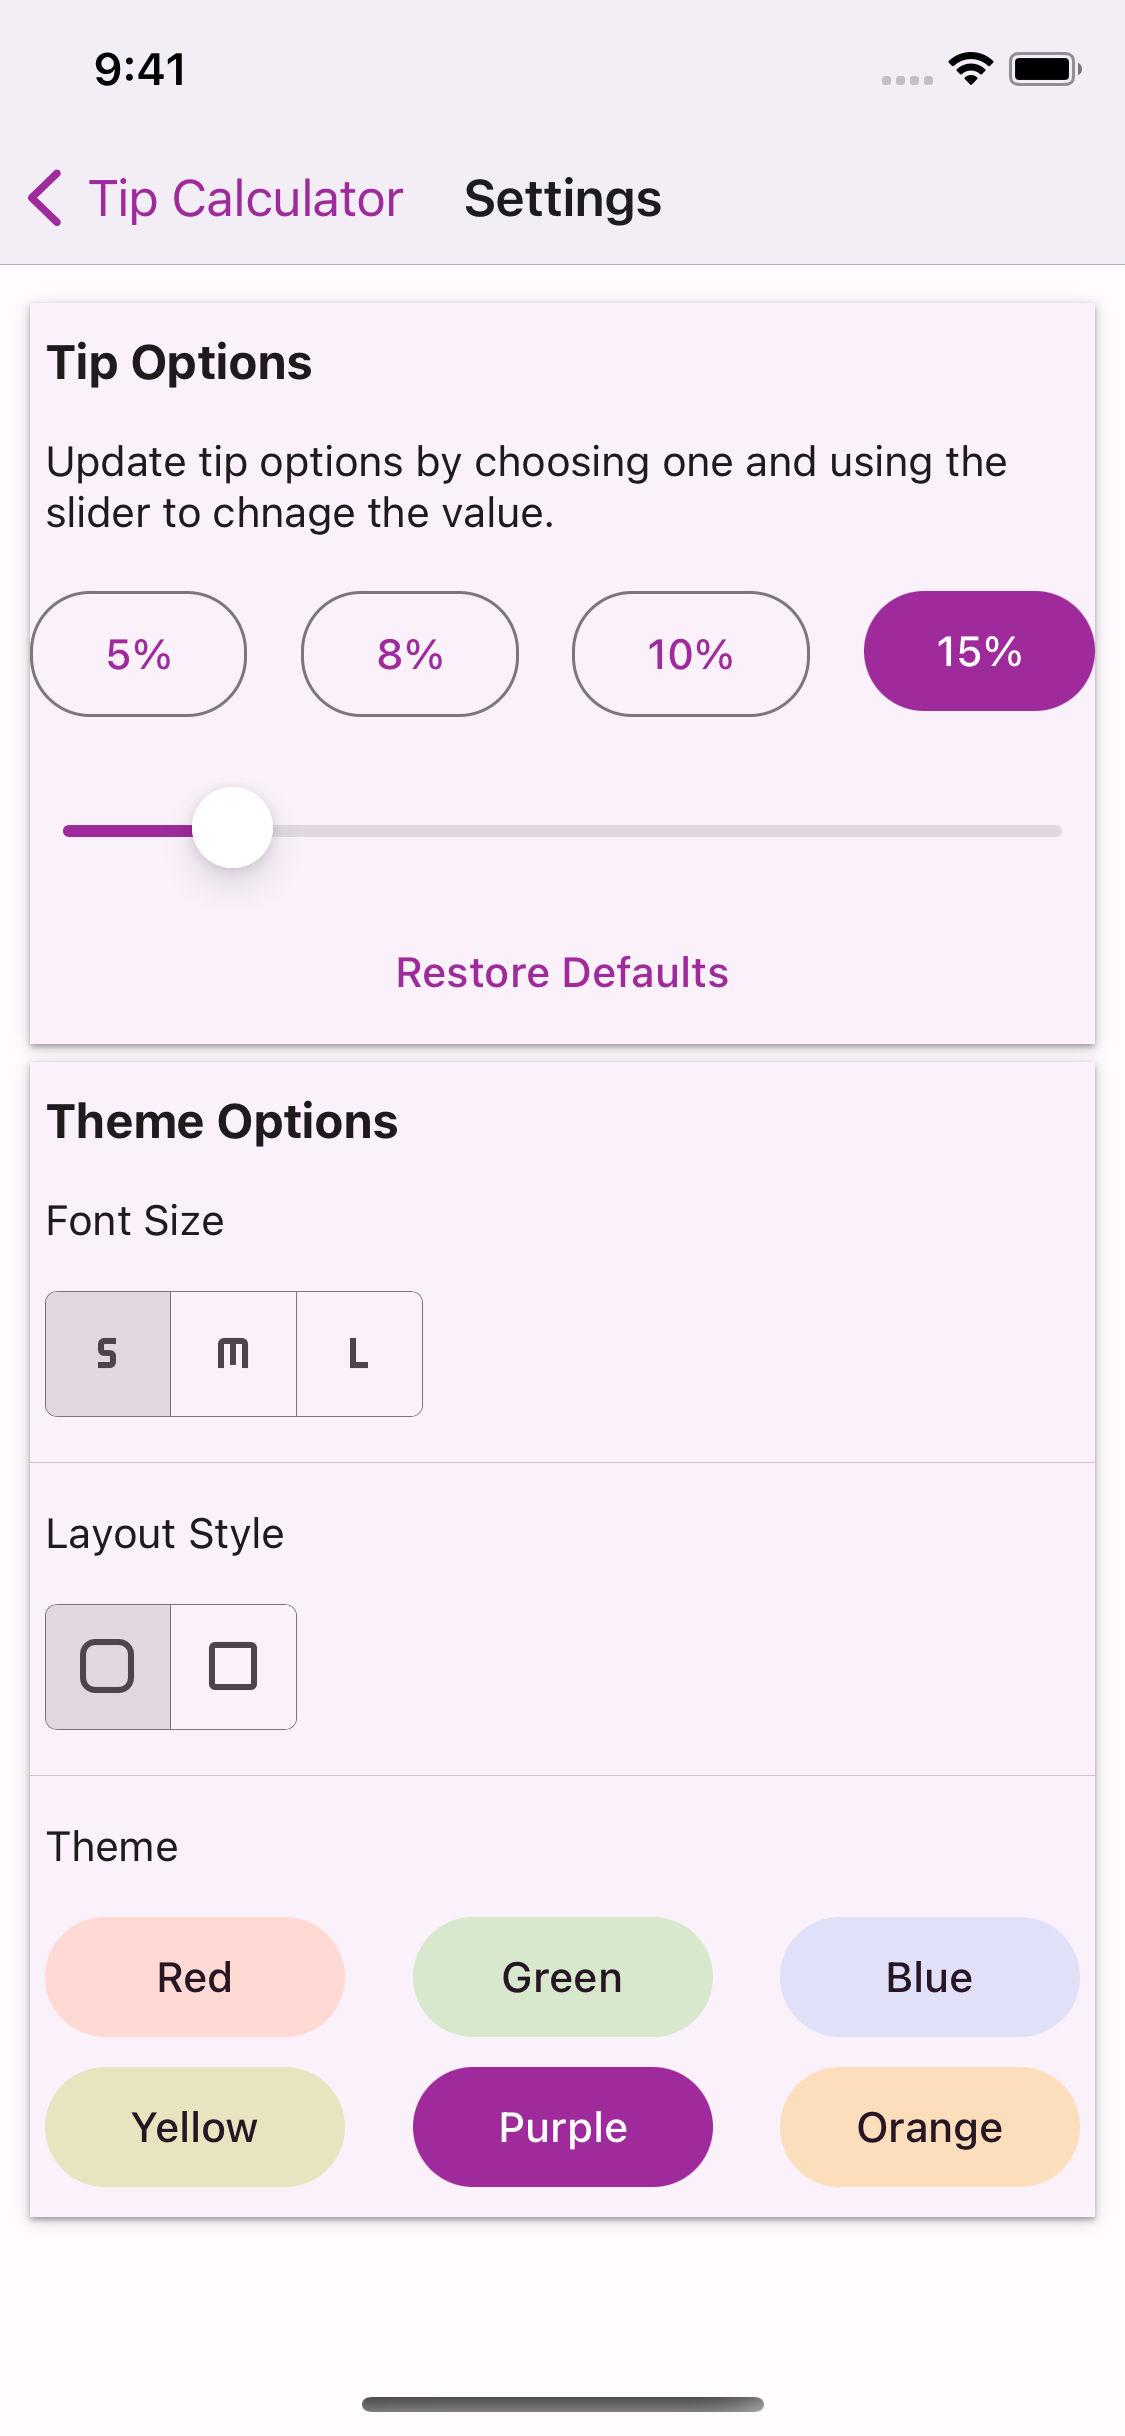 9:41
Tip Calculator Settings
Tip Options
Update tip options by choosing one and using the
slider to chnage the value.
5% 8% 10% 15%
Restore Defaults
Theme Options
Font Size
S M L
Layout Style
Theme
Red Green Blue
Yellow Purple Orange